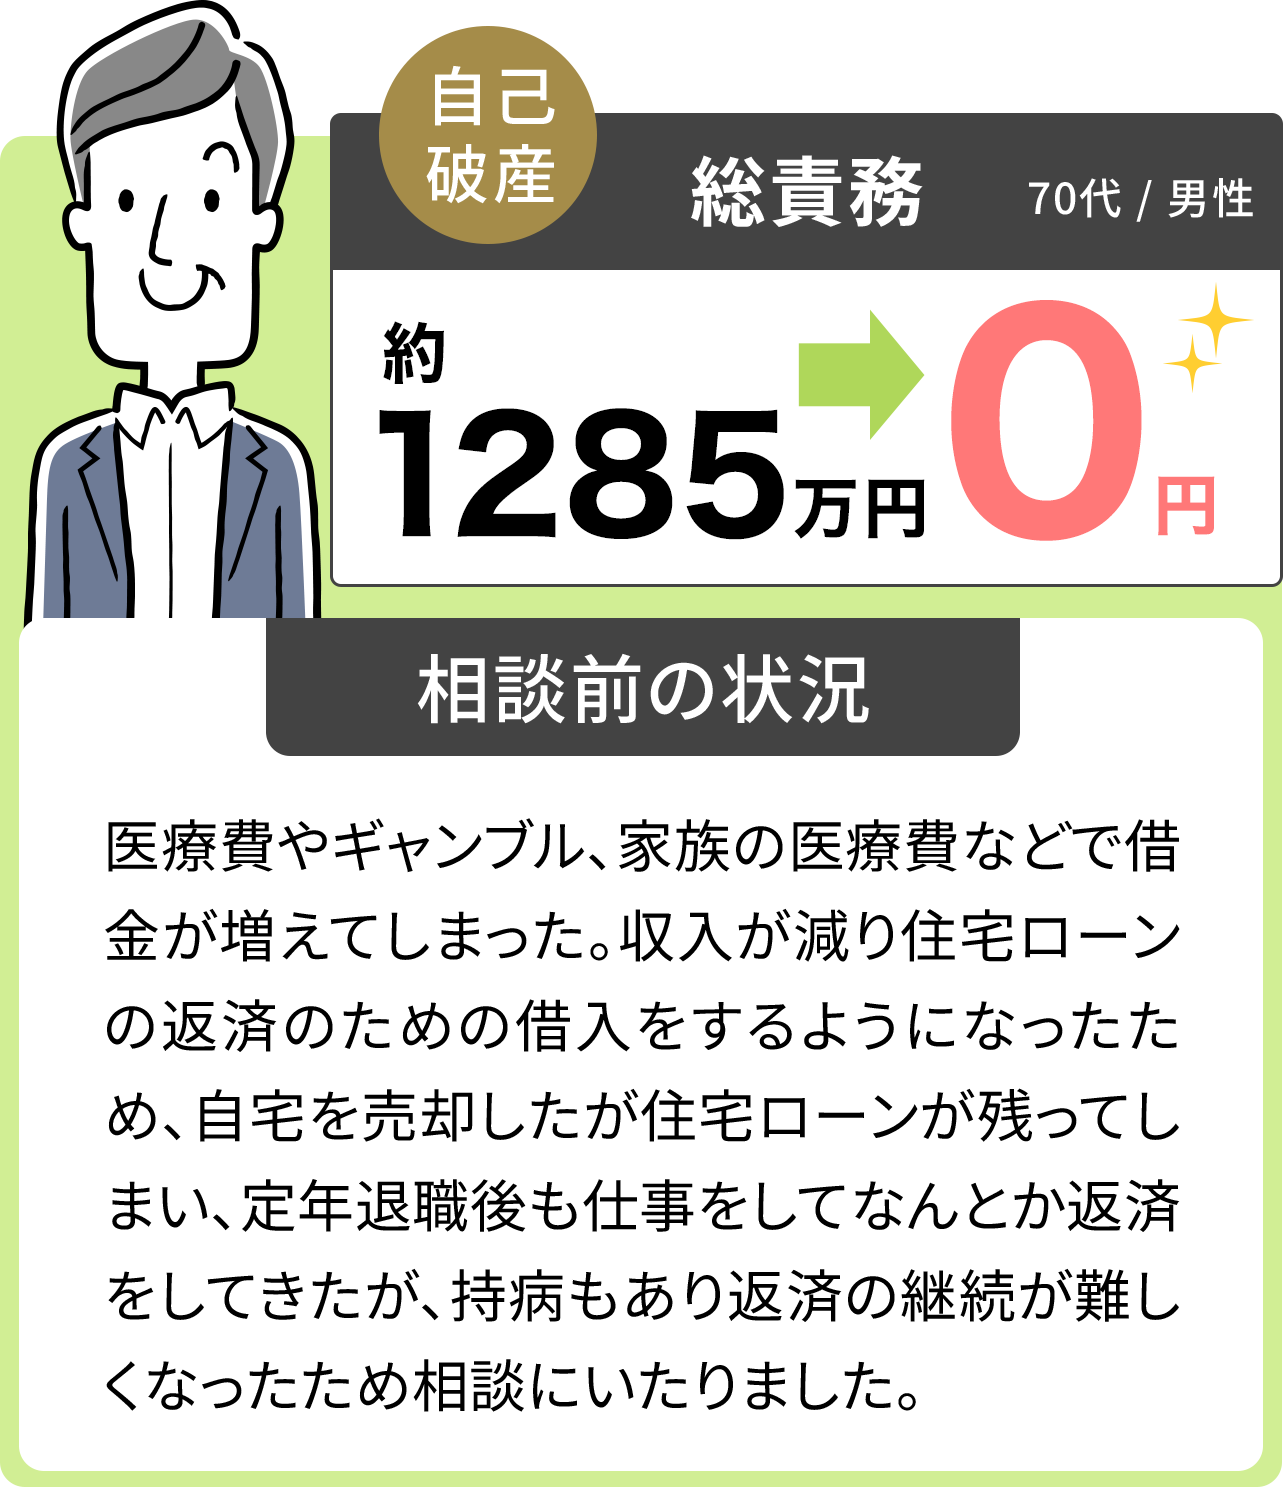 自己
破産
総責務
70代 / 男性
約
1285万円
0円
相談前の状況
医療費やギャンブル、家族の医療費などで借
金が増えてしまった。収入が減り住宅ローン
の返済のための借入をするようになったた
め、自宅を売却したが住宅ローンが残ってし
まい、定年退職後も仕事をしてなんとか返済
をしてきたが、持病もあり返済の継続が難し
くなったため相談にいたりました。